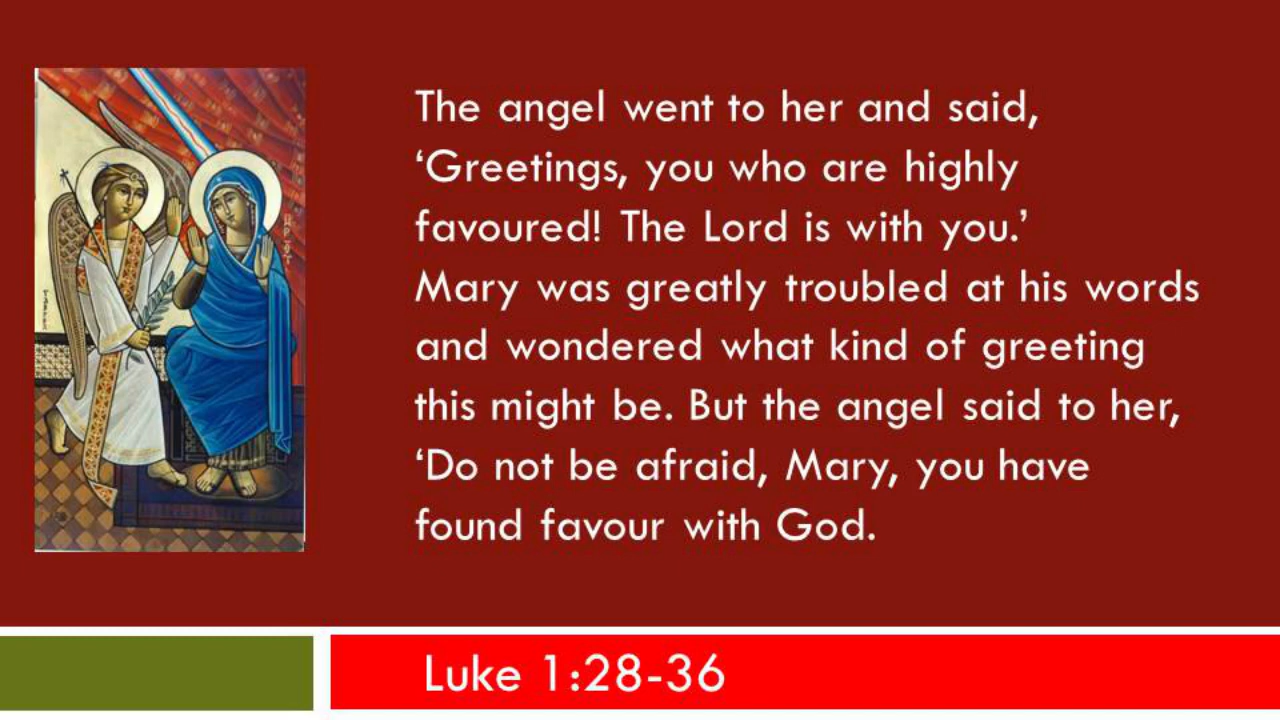 The angel went to her and said,
‘Greetings, you who are highly
favoured! The Lord is with you.’
Mary was greatly troubled at his words
and wondered what kind of greeting
this might be. But the angel said to her,
‘Do not be afraid, Mary, you have
found favour with God.
Luke 1:28-36